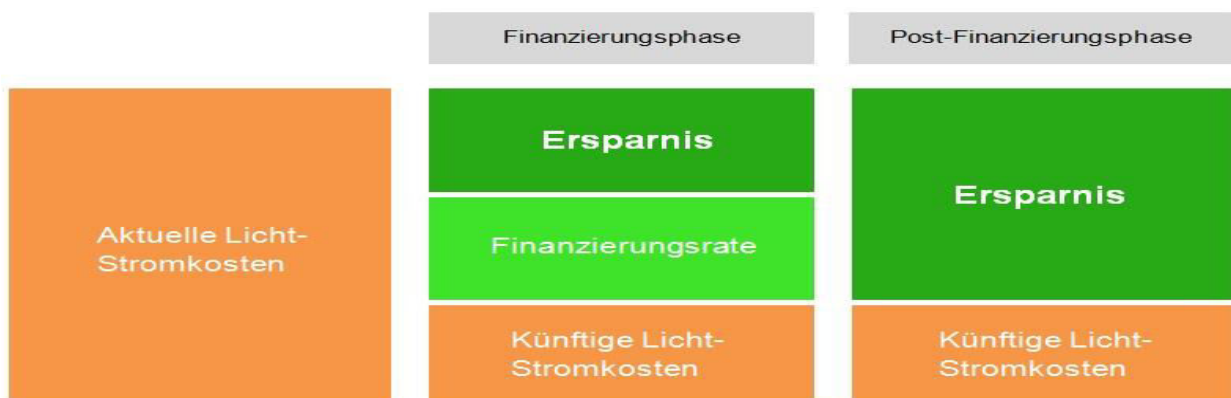 Finanzierungsphase
Post-Finanzierungsphase
Aktuelle Licht-
Stromkosten
Ersparnis
Finanzierungsrate
Künftige Licht-
Stromkosten
Ersparnis
Künftige Licht-
Stromkosten